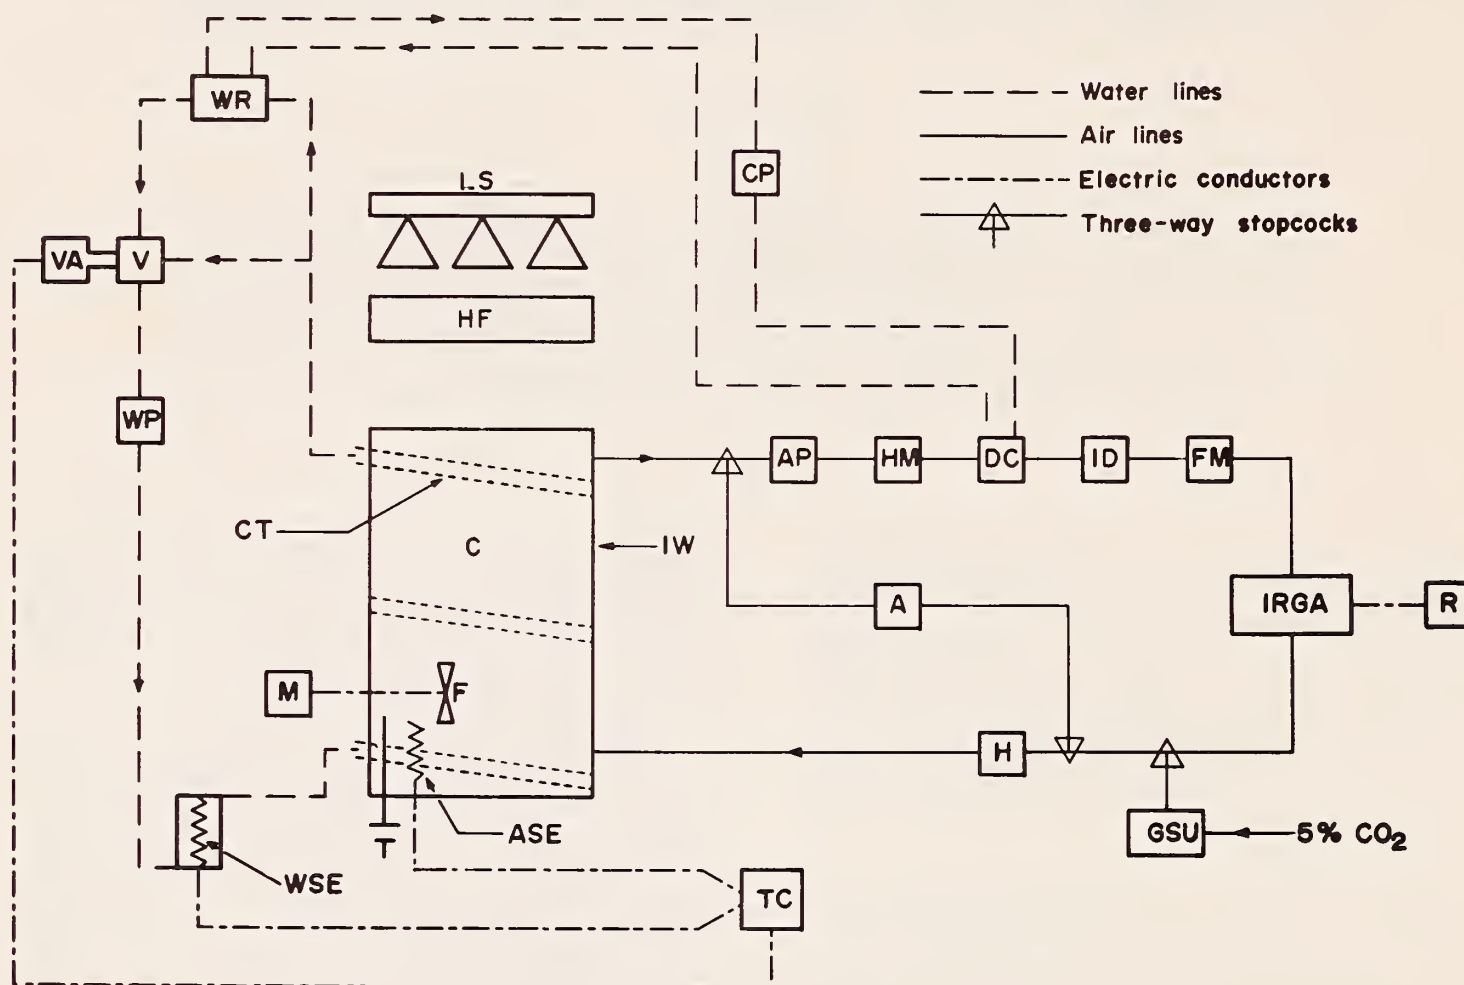 WR
Water lines
Air lines
CP
Electric conductors
LS
Three-way stopcocks
VA
V
HF
WP
AP
HM
DC
ID
FM
CT
C
IW
A
IRGA
R
M
F
H
ASE
T
GSU
5% CO₂
WSE
TC